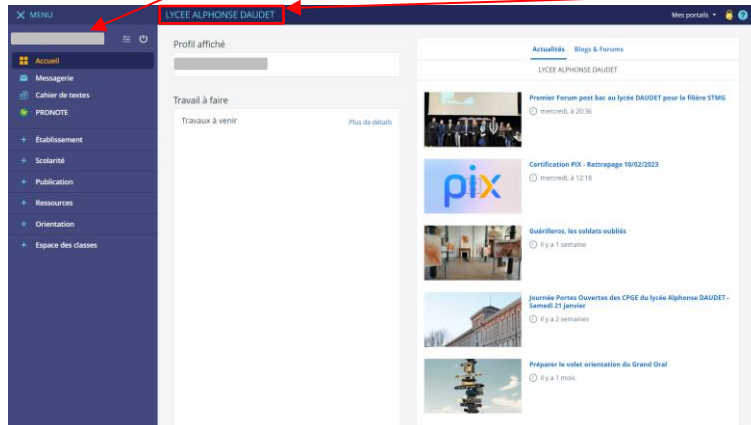 MENU
LYCEE ALPHONSE DAUDET
Mes portails
Accueil
Messagerie
Cahier de textes
PRONOTE
+ Établissement
+ Scolarité
+ Publication
+ Ressources
+ Orientation
+ Espace des classes
Profil affiché
Travail à faire
Travaux à venir
Plus de détails
Actualités Blogs & Forums
LYCEE ALPHONSE DAUDET
Premier Forum post bac au lycée DAUDET pour la filière STMG
mercredi, à 20:36
pix
Certification PIX - Rattrapage 10/02/2023
mercredi, à 12:18
Guérilleros, les soldats oubliés
il y a 1 semaine
Journée Portes Ouvertes des CPGE du lycée Alphonse DAUDET -
Samedi 21 janvier
il y a 2 semaines
Préparer le volet orientation du Grand Oral
il y a 1 mois